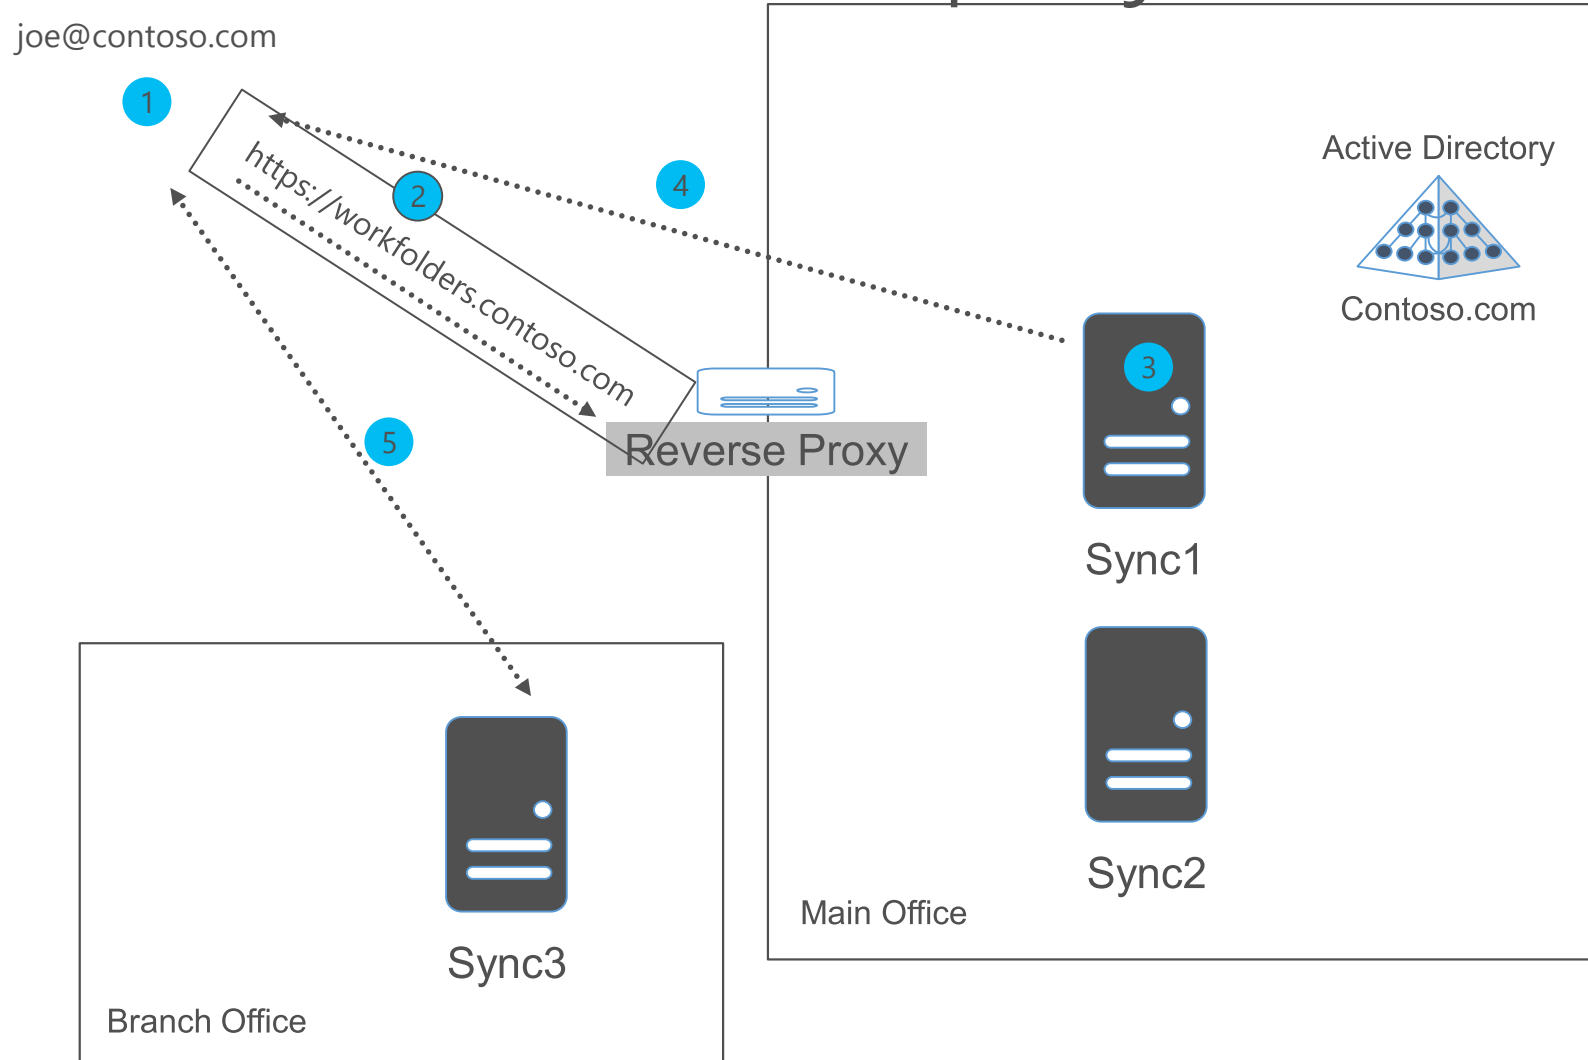 joe@contoso.com
1
https://workfolders.contoso.com
2
4
Active Directory
Contoso.com
3
Reverse Proxy
5
Sync1
Sync2
Main Office
Sync3
Branch Office